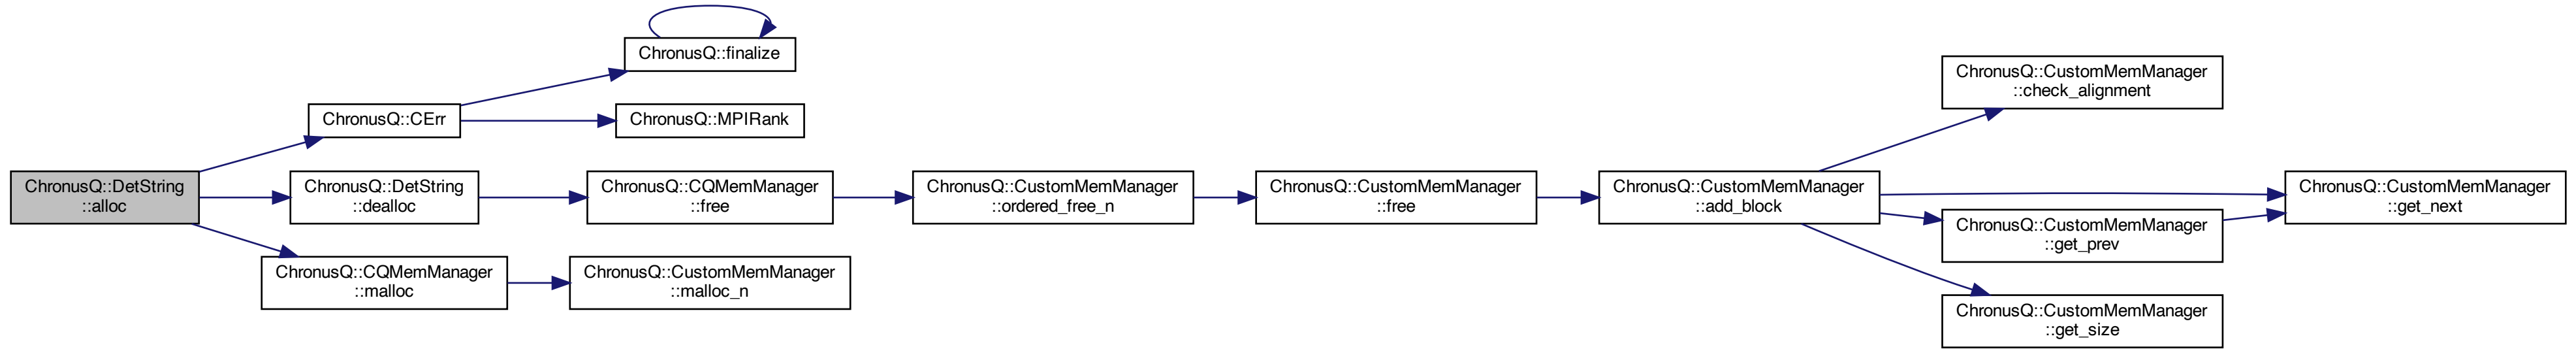 ChronusQ::DetString
::alloc
ChronusQ::CErr
ChronusQ::finalize
ChronusQ::MPIRank
ChronusQ::DetString
::dealloc
ChronusQ::CQMemManager
::free
ChronusQ::CustomMemManager
::ordered_free_n
ChronusQ::CustomMemManager
::free
ChronusQ::CustomMemManager
::add_block
ChronusQ::CustomMemManager
::check_alignment
ChronusQ::CustomMemManager
::get_next
ChronusQ::CustomMemManager
::get_prev
ChronusQ::CustomMemManager
::get_size
ChronusQ::CQMemManager
::malloc
ChronusQ::CustomMemManager
::malloc_n